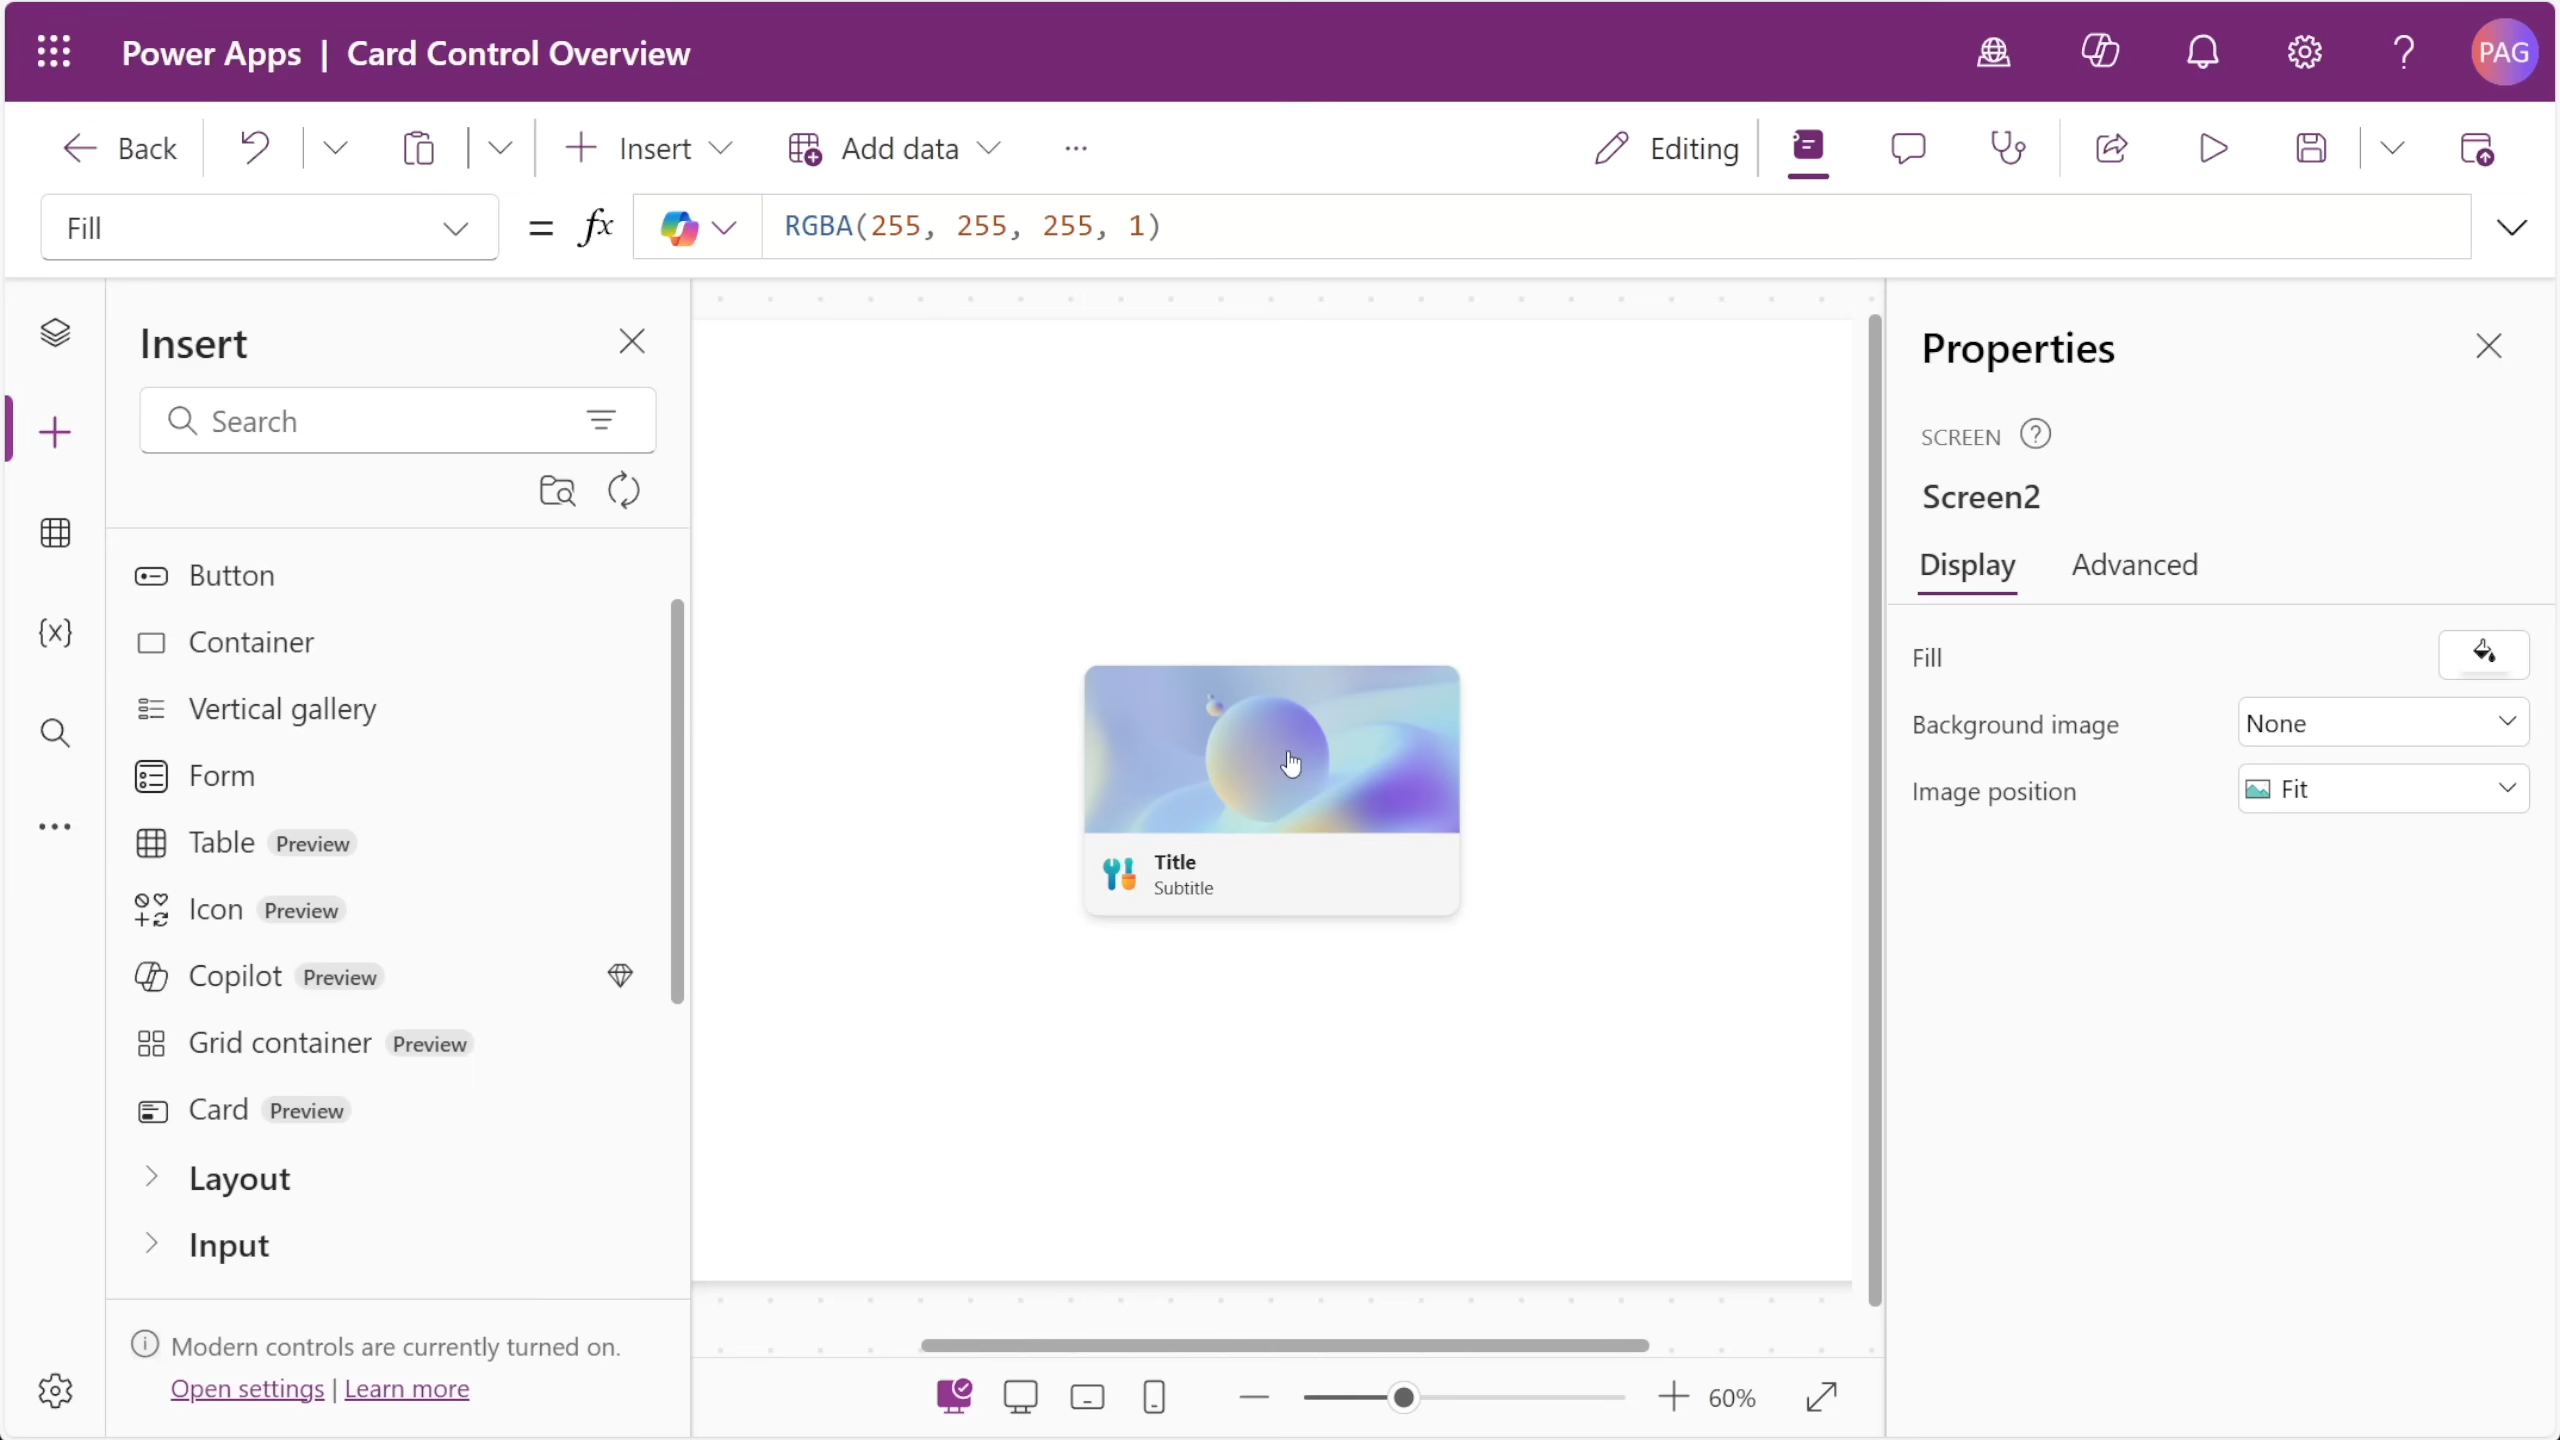 Power Apps | Card Control Overview
PAG
Back
Insert
Add data
...
Editing
Fill
= fx
RGBA(255, 255, 255, 1)
Insert
Search
Button
Container
Vertical gallery
Form
Table Preview
Icon Preview
Copilot Preview
Grid container Preview
Card Preview
Layout
Input
Modern controls are currently turned on.
Open settings | Learn more
Title
Subtitle
60%
Properties
SCREEN
Screen2
Display Advanced
Fill
Background image None
Image position Fit